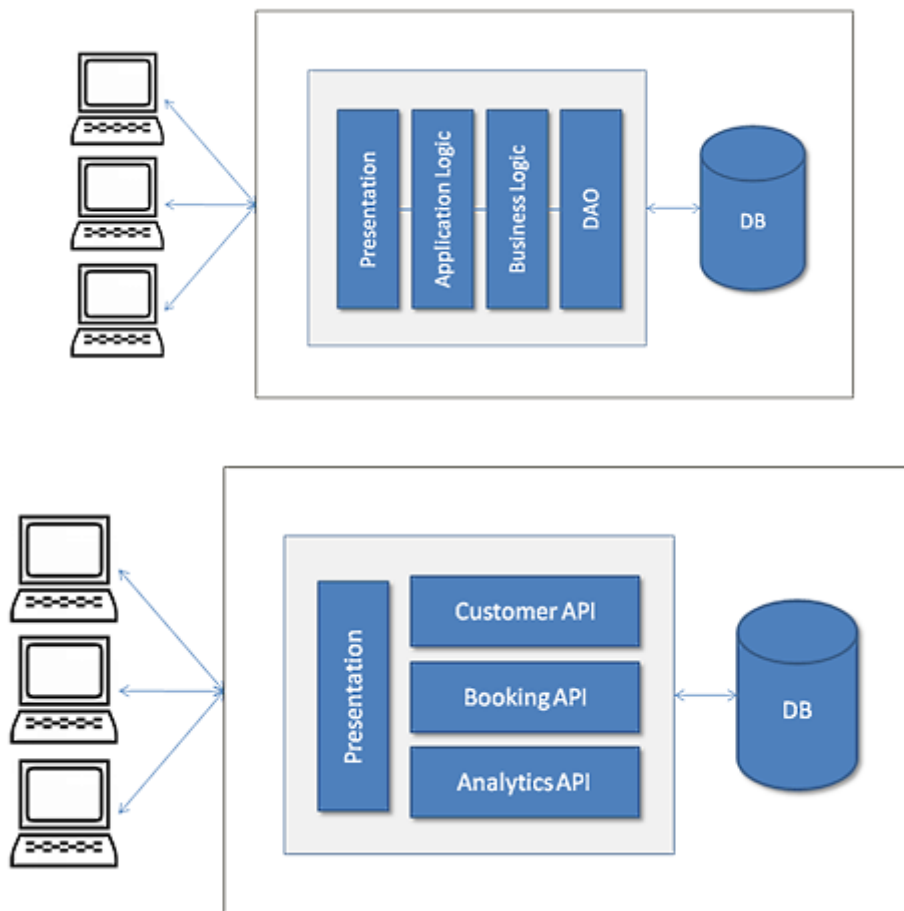 Presentation
Application Logic
Business Logic
DAO
DB
Presentation
Customer API
Booking API
Analytics API
DB